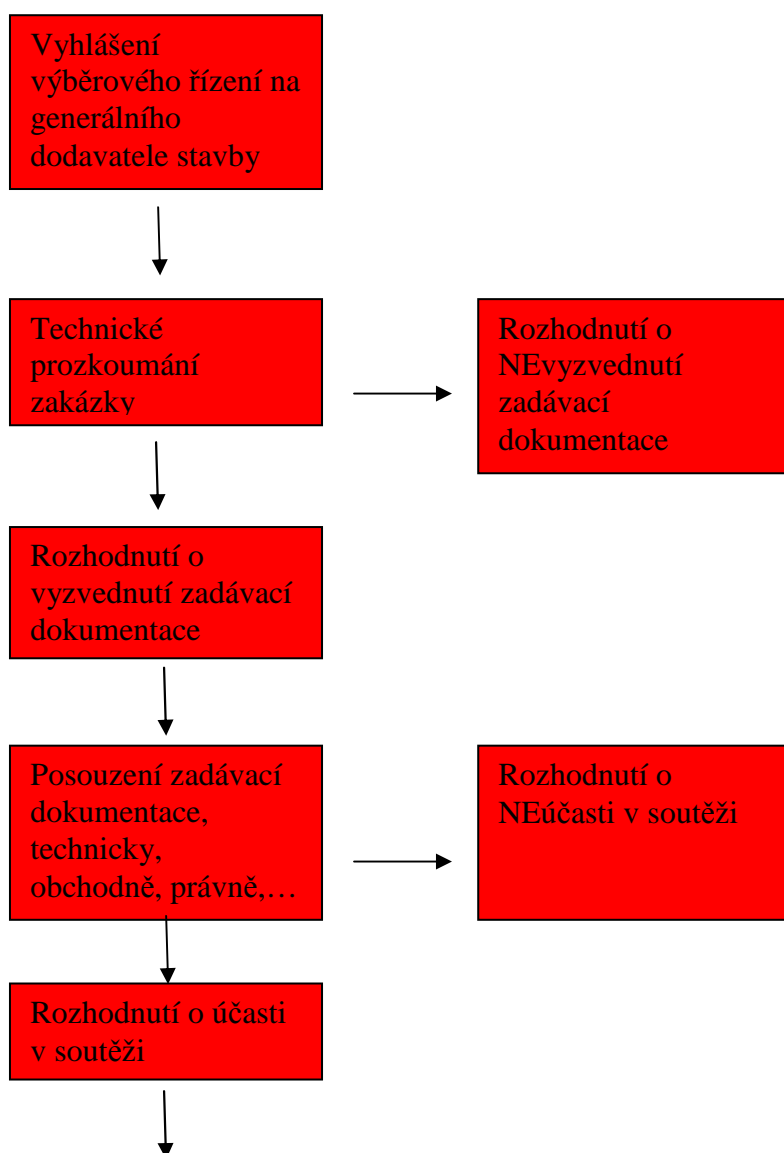 Vyhlášení
výběrového řízení na
generálního
dodavatele stavby
Technické
prozkoumání
zakázky
Rozhodnutí o
NEvyzvednutí
zadávací
dokumentace
Rozhodnutí o
vyzvednutí zadávací
dokumentace
Posouzení zadávací
dokumentace,
technicky,
obchodně, právně,…
Rozhodnutí o
NEúčasti v soutěži
Rozhodnutí o účasti
v soutěži